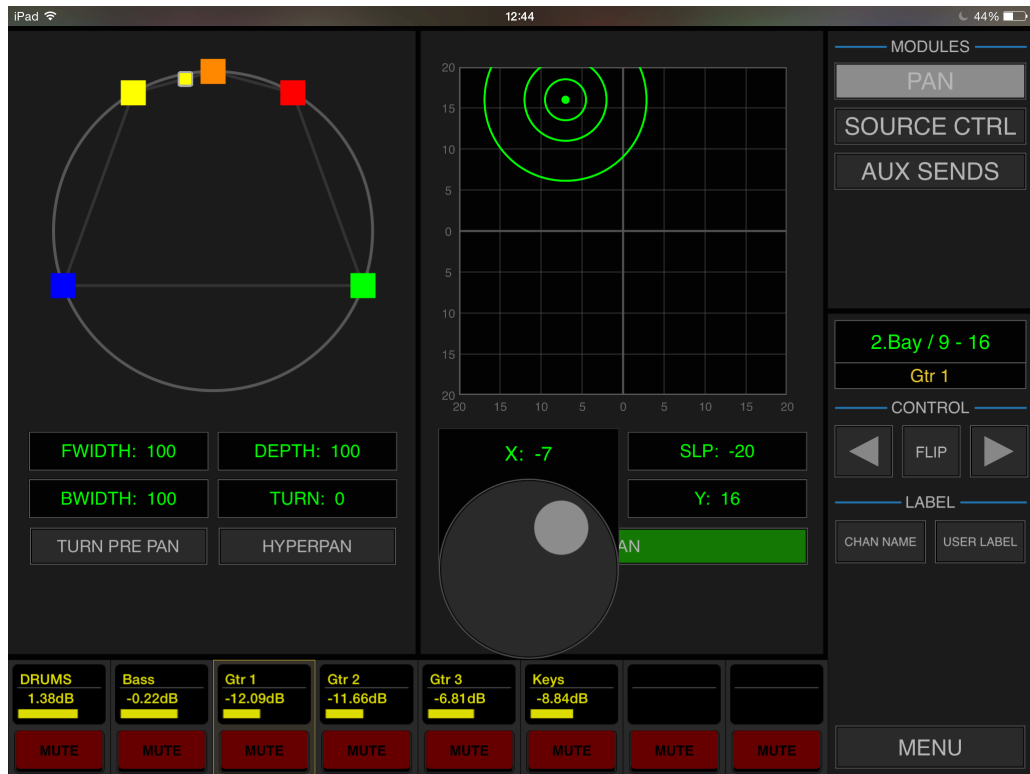 iPad 12:44 44%
MODULES
PAN
SOURCE CTRL
AUX SENDS
20
15
10
5
0
5
10
15
20
20 15 10 5 0 5 10 15 20
2.Bay / 9 - 16
Gtr 1
CONTROL
FLIP
LABEL
CHAN NAME USER LABEL
FWIDTH: 100 DEPTH: 100
BWIDTH: 100 TURN: 0
TURN PRE PAN HYPERPAN
X: -7 SLP: -20
Y: 16
AN
DRUMS Bass Gtr 1 Gtr 2 Gtr 3 Keys
1.38dB -0.22dB -12.09dB -11.66dB -6.81dB -8.84dB
MUTE MUTE MUTE MUTE MUTE MUTE MUTE MUTE
MENU